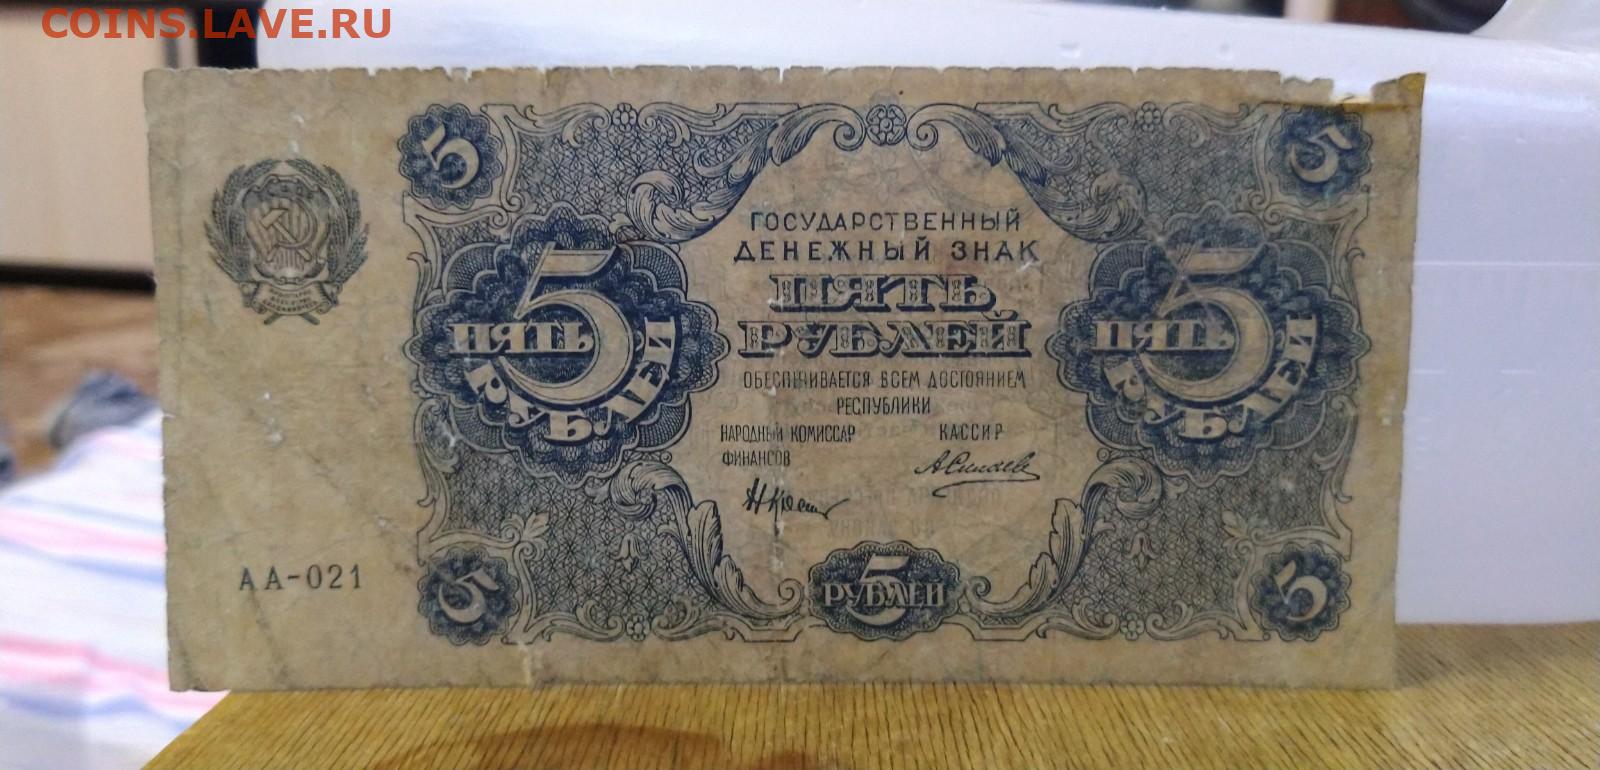 COINS.LAVE.RU
5
5
ГОСУДАРСТВЕННЫЙ
ДЕНЕЖНЫЙ ЗНАК
ПЯТЬ
РУБЛЕЙ
ОБЕСПЕЧИВАЕТСЯ ВСЕМ ДОСТОЯНИЕМ
РЕСПУБЛИКИ
НАРОДНЫЙ КОМИССАР
ФИНАНСОВ
КАССИР
5
ПЯТЬ
РУБЛЕЙ
5
ПЯТЬ
РУБЛЕЙ
АА-021
5
5
РУБЛЕЙ
5